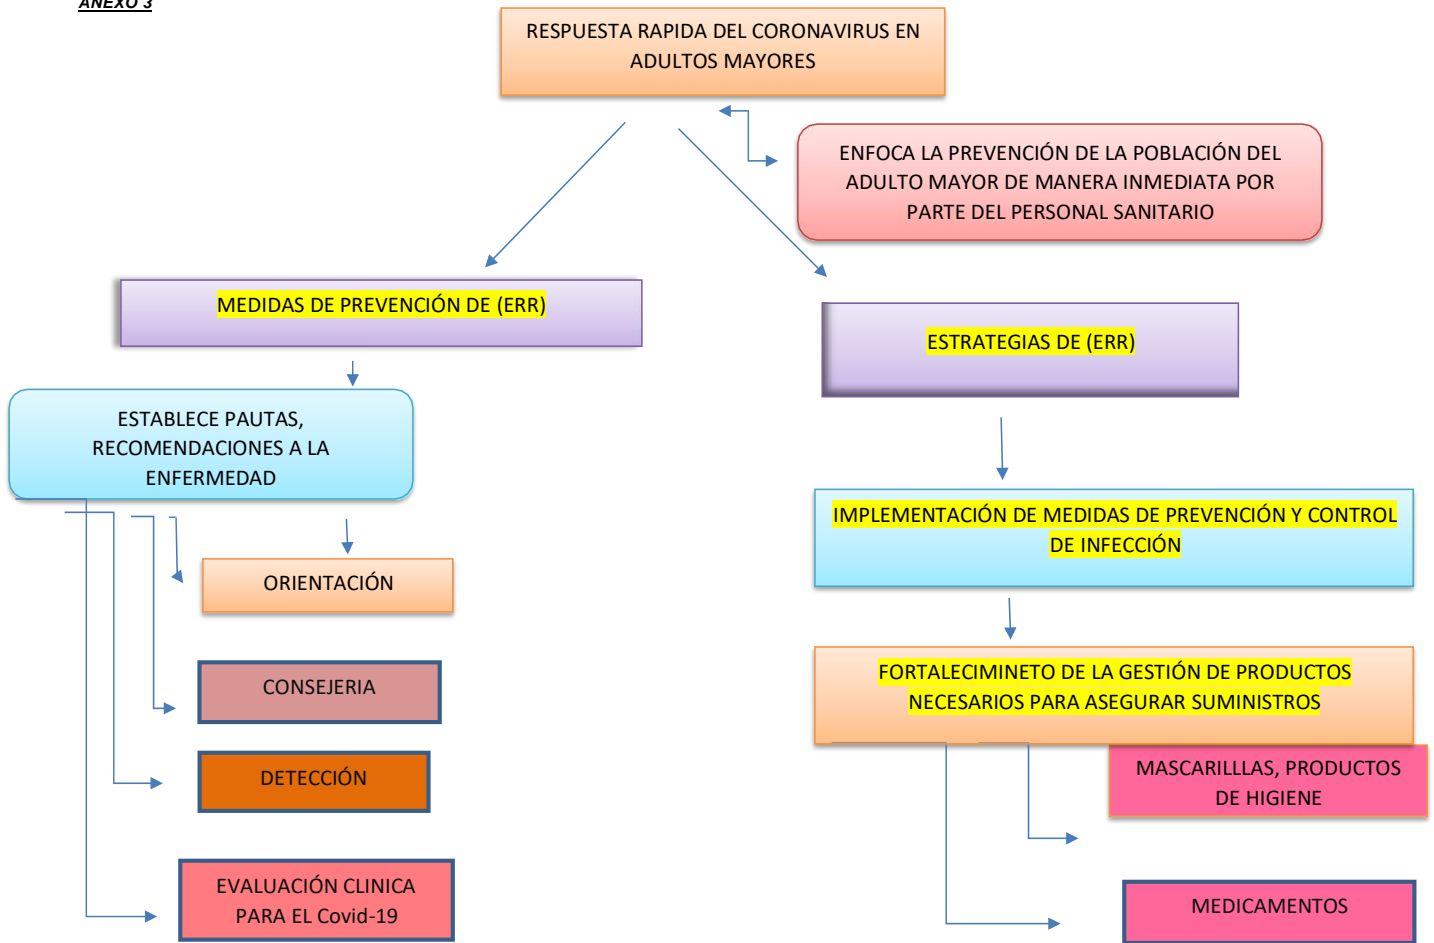 ANEXO 3
RESPUESTA RAPIDA DEL CORONAVIRUS EN
ADULTOS MAYORES
ENFOCA LA PREVENCIÓN DE LA POBLACIÓN DEL
ADULTO MAYOR DE MANERA INMEDIATA POR
PARTE DEL PERSONAL SANITARIO
MEDIDAS DE PREVENCIÓN DE (ERR)
ESTABLECE PAUTAS,
RECOMENDACIONES A LA
ENFERMEDAD
ORIENTACIÓN
CONSEJERIA
DETECCIÓN
EVALUACIÓN CLINICA
PARA EL Covid-19
ESTRATEGIAS DE (ERR)
IMPLEMENTACIÓN DE MEDIDAS DE PREVENCIÓN Y CONTROL
DE INFECCIÓN
FORTALECIMINETO DE LA GESTIÓN DE PRODUCTOS
NECESARIOS PARA ASEGURAR SUMINISTROS
MASCARILLLAS, PRODUCTOS
DE HIGIENE
MEDICAMENTOS